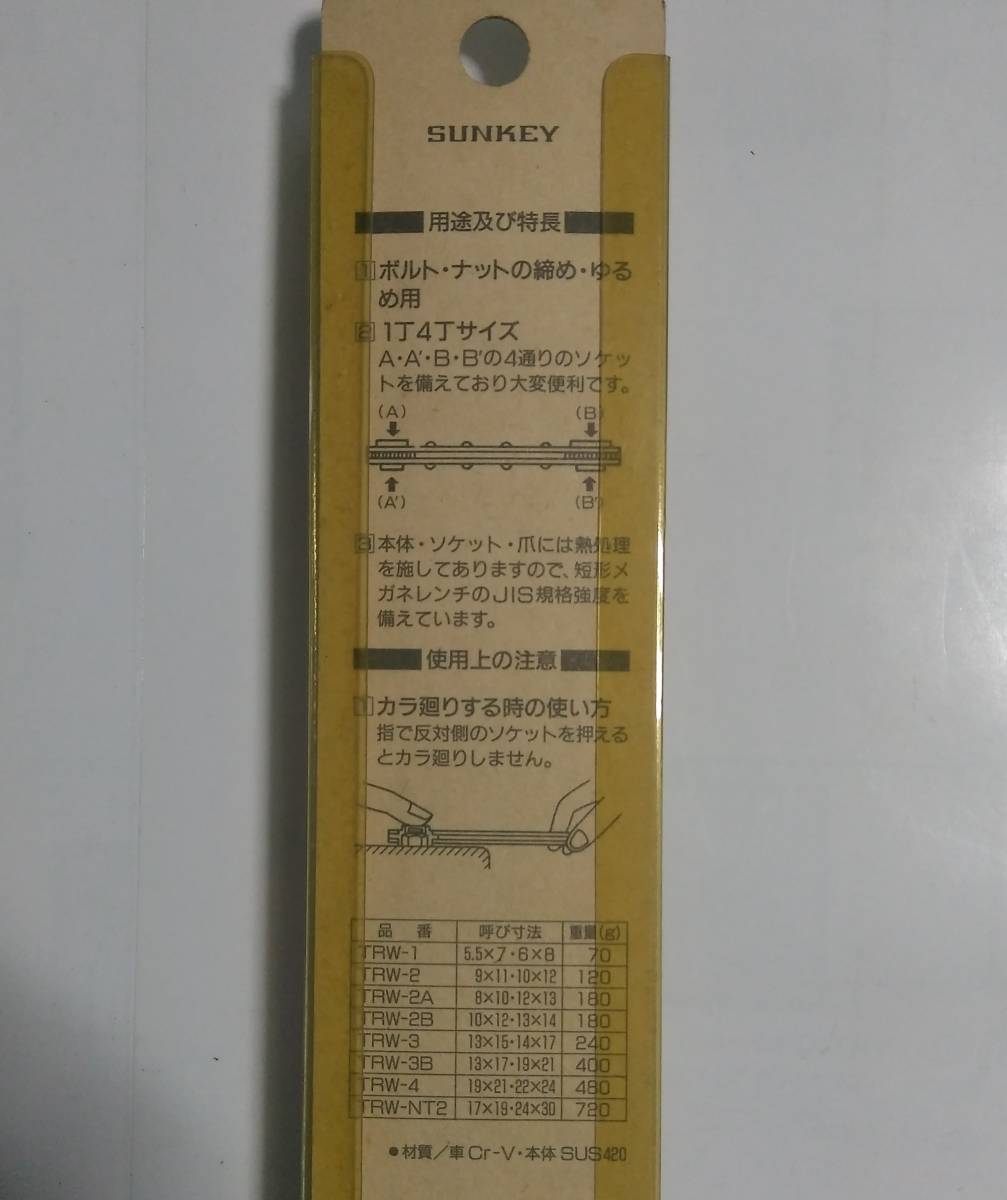 SUNKEY
用途及び特長
1 ボルト・ナットの締め・ゆる
め用
2 1丁4丁サイズ
A・A'・B・B'の4通りのソケッ
トを備えており大変便利です。
(A) (B)
(A') (B')
3 本体・ソケット・爪には熱処理
を施してありますので、短形メ
ガネレンチのJIS規格強度を
備えています。
使用上の注意
1 カラ廻りする時の使い方
指で反対側のソケットを押える
とカラ廻りしません。
品 番 呼び寸法 重量(g)
TRW-1 5.5×7・6×8 70
TRW-2 9×11・10×12 120
TRW-2A 8×10・12×13 180
TRW-2B 10×12・13×14 180
TRW-3 13×15・14×17 240
TRW-3B 13×17・19×21 400
TRW-4 19×21・22×24 480
TRW-NT2 17×19・24×30 720
●材質/車Cr-V・本体SUS420